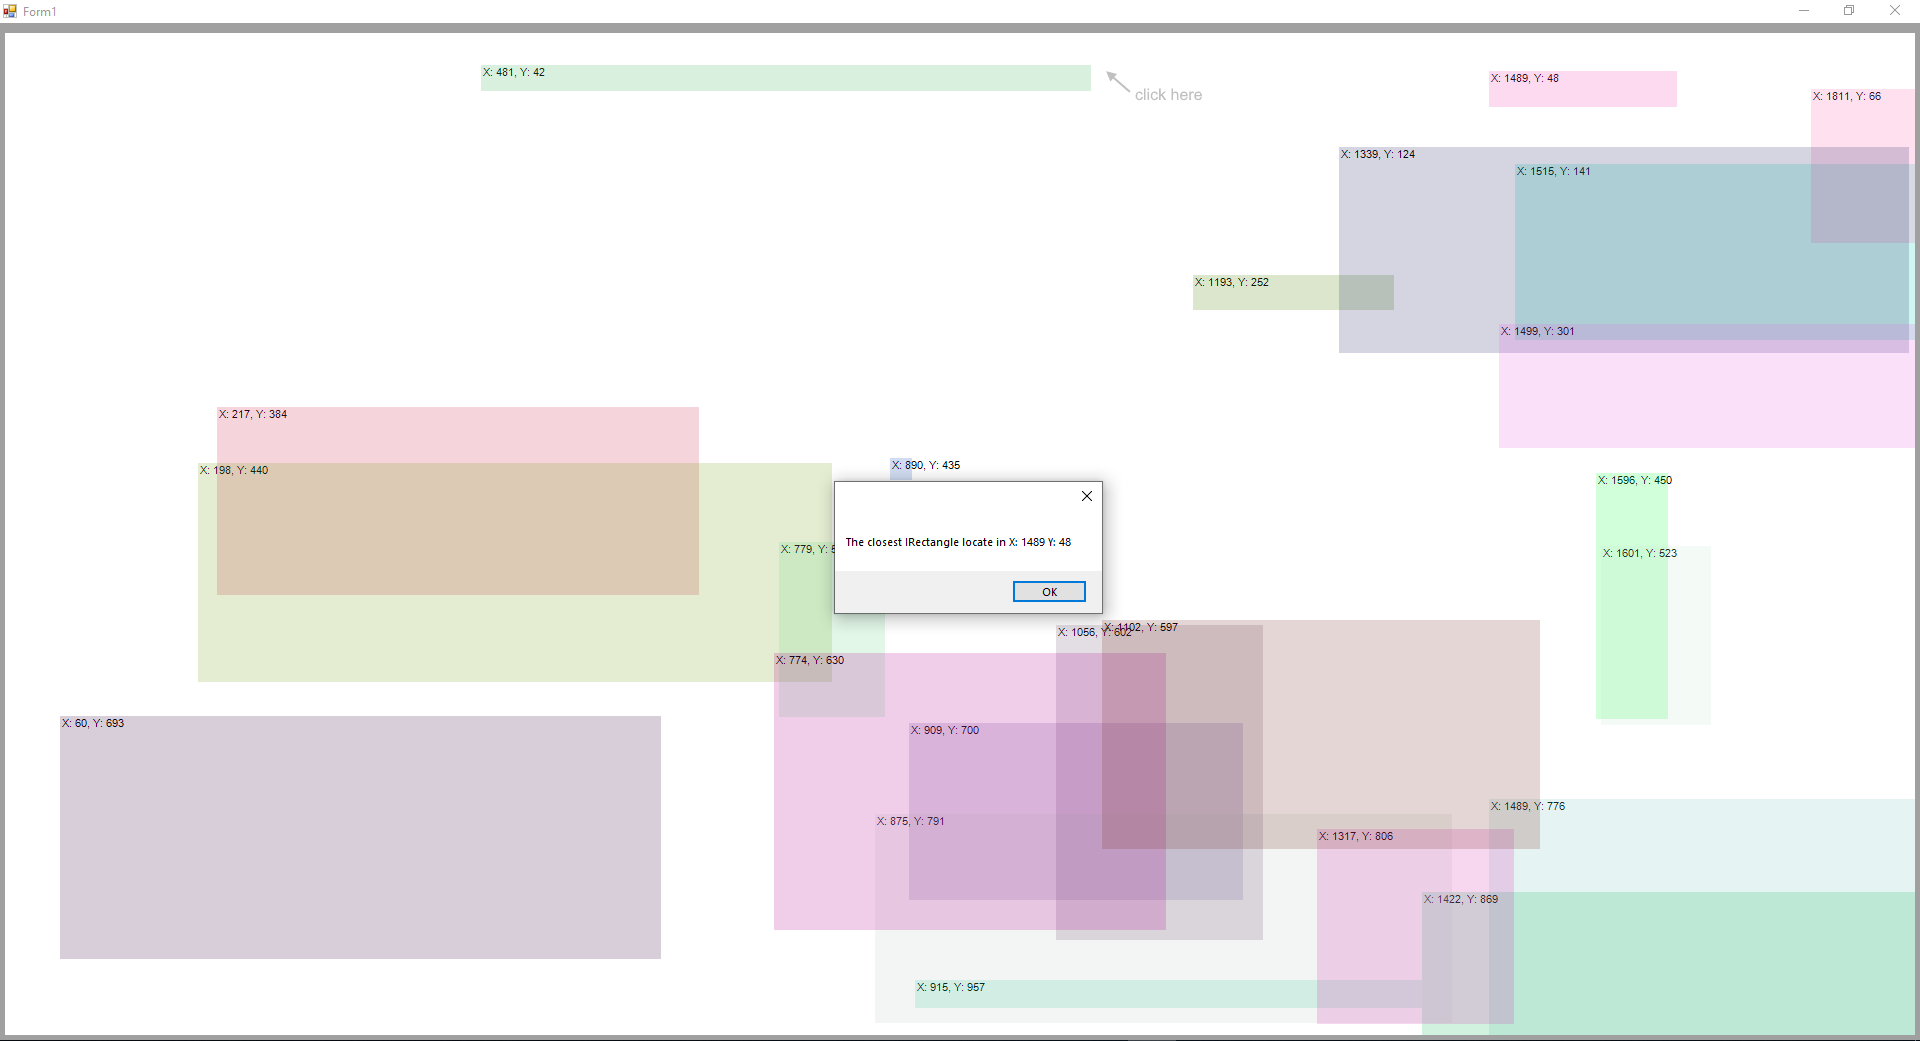 Form1
X: 481, Y: 42
click here
X: 1489, Y: 48
X: 1811, Y: 66
X: 1339, Y: 124
X: 1515, Y: 141
X: 1193, Y: 252
X: 1499, Y: 301
X: 217, Y: 384
X: 198, Y: 440
X: 890, Y: 435
X: 1596, Y: 450
X: 779, Y:
The closest IRectangle locate in X: 1489 Y: 48
OK
X: 1601, Y: 523
X: 1056, Y: 602
X: 1102, Y: 597
X: 774, Y: 630
X: 60, Y: 693
X: 909, Y: 700
X: 875, Y: 791
X: 1489, Y: 776
X: 1317, Y: 806
X: 1422, Y: 869
X: 915, Y: 957